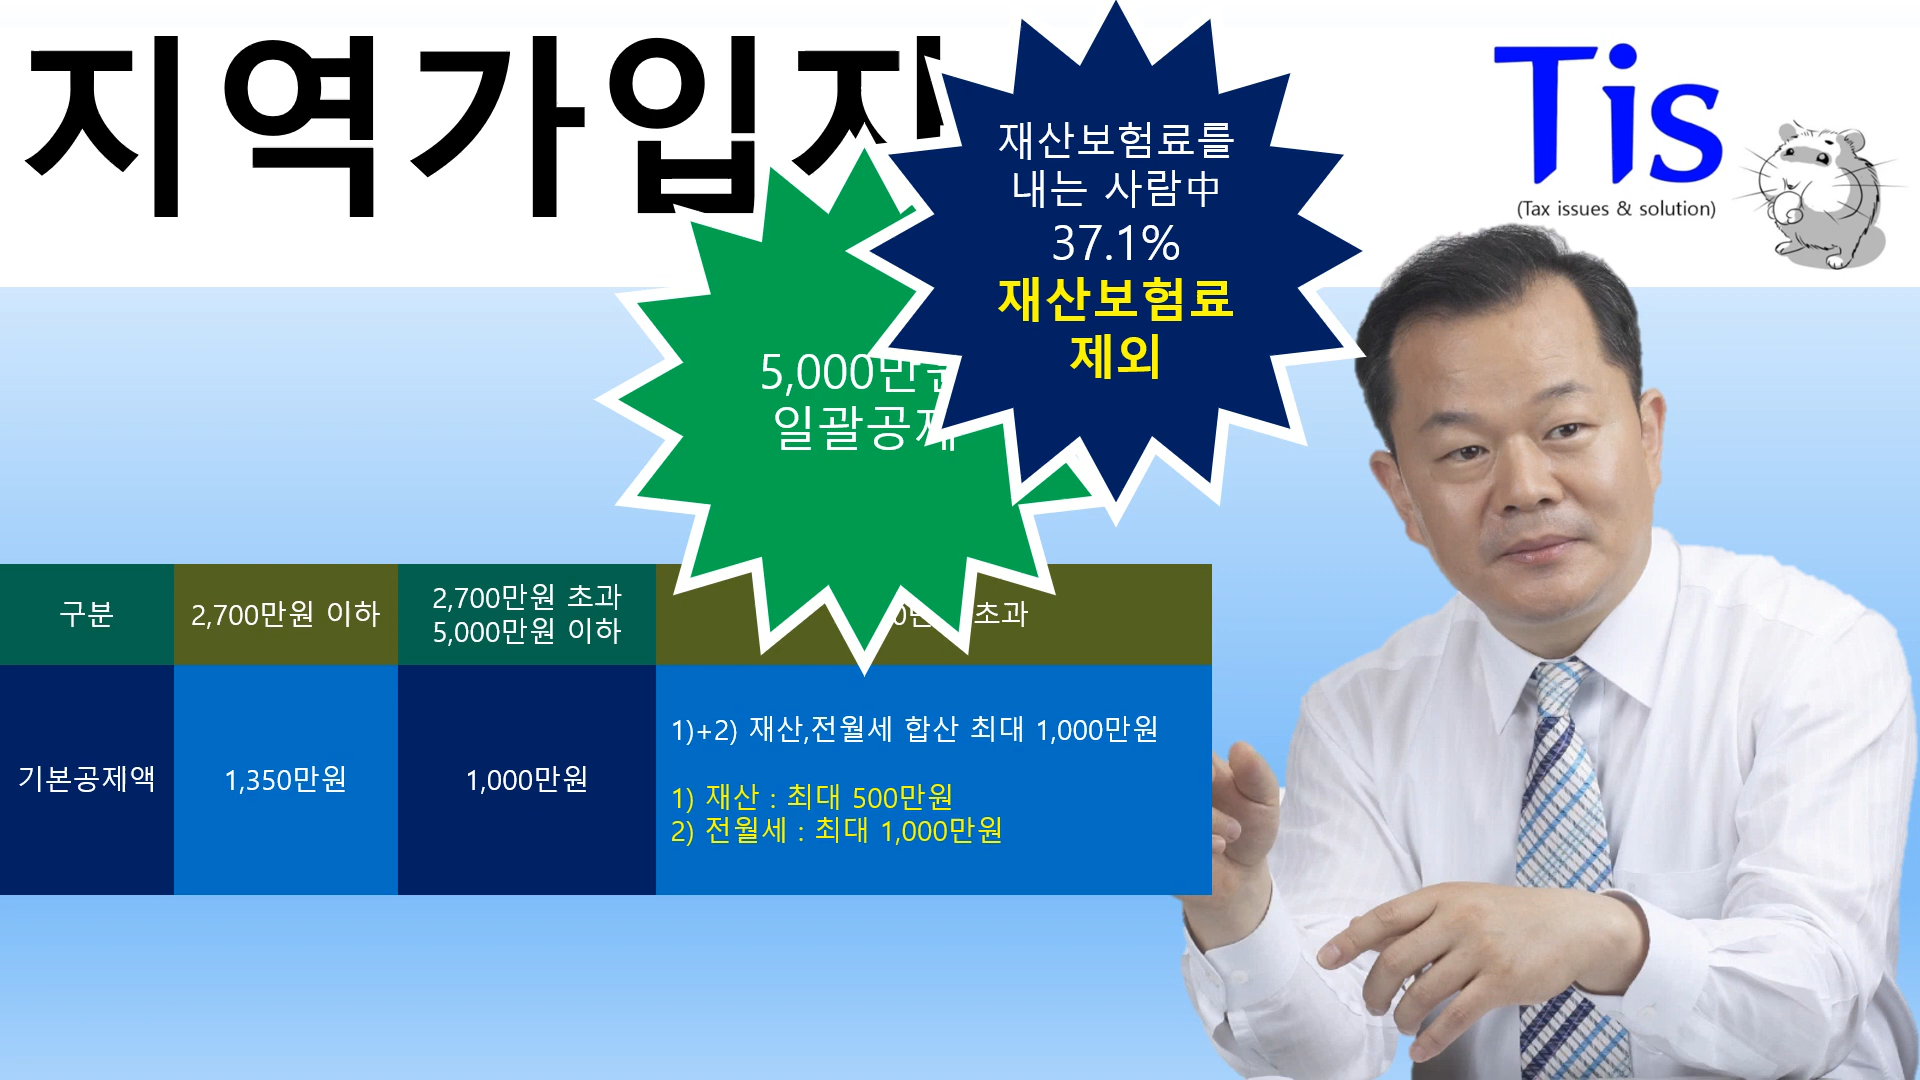 지역가입자
Tis
(Tax issues & solution)
재산보험료를
내는 사람中
37.1%
재산보험료
제외
5,000만원
일괄공제
구분
2,700만원 이하
2,700만원 초과
5,000만원 이하
초과
기본공제액
1,350만원
1,000만원
1)+2) 재산,전월세 합산 최대 1,000만원
1) 재산 : 최대 500만원
2) 전월세 : 최대 1,000만원